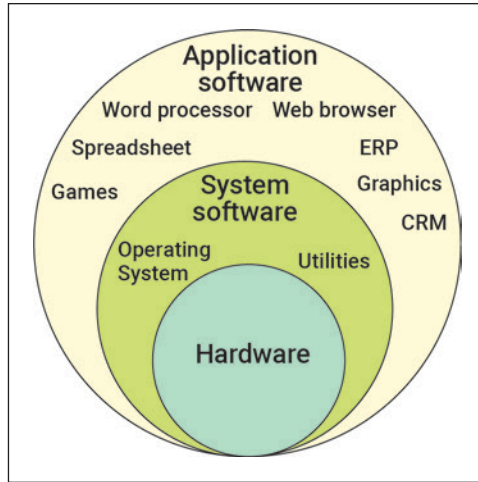 Application
software
Word processor Web browser
Spreadsheet ERP
Games Graphics
CRM
System
software
Operating
System Utilities
Hardware